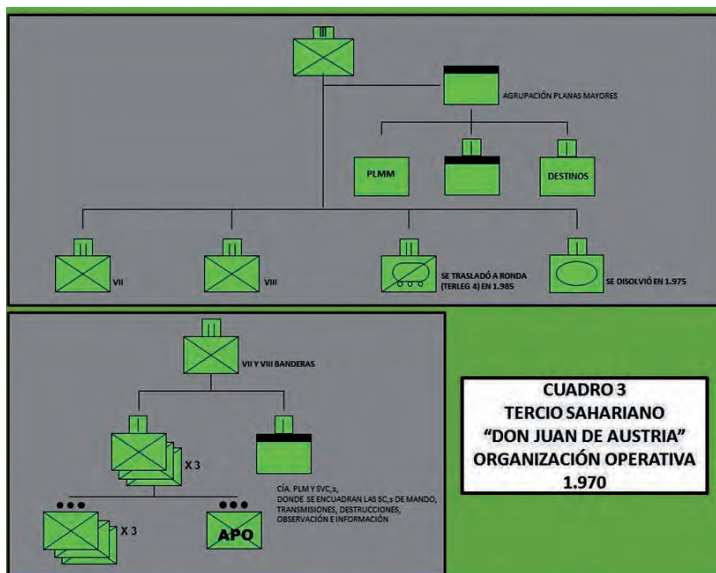 AGRUPACIÓN PLANAS MAYORES
PLMM
DESTINOS
VII
VIII
SE TRASLADÓ A RONDA
(TERLEG 4) EN 1.985
SE DISOLVIÓ EN 1.975
VII Y VIII BANDERAS
X 3
CÍA. PLM Y SVC,s,
DONDE SE ENCUADRAN LAS SC,s DE MANDO,
TRANSMISIONES, DESTRUCCIONES,
OBSERVACIÓN E INFORMACIÓN
X 3
APO
CUADRO 3
TERCIO SAHARIANO
“DON JUAN DE AUSTRIA”
ORGANIZACIÓN OPERATIVA
1.970